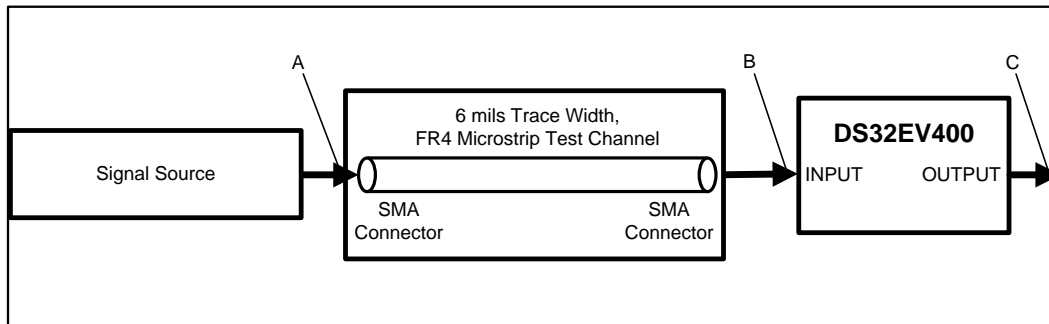 A
B
C
6 mils Trace Width,
FR4 Microstrip Test Channel
DS32EV400
Signal Source
INPUT
OUTPUT
SMA
Connector
SMA
Connector